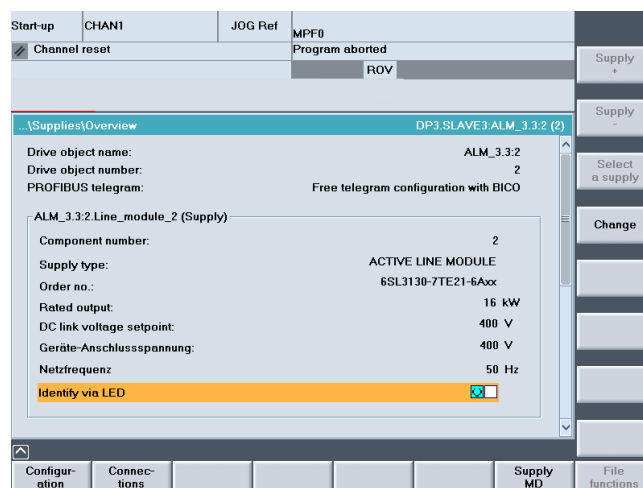 Start-up CHAN1 JOG Ref MPF0
Channel reset Program aborted
ROV
...\Supplies\Overview DP3.SLAVE3:ALM_3.3:2 (2)
Drive object name: ALM_3.3:2
Drive object number: 2
PROFIBUS telegram: Free telegram configuration with BICO
ALM_3.3:2.Line_module_2 (Supply)
Component number: 2
Supply type: ACTIVE LINE MODULE
Order no.: 6SL3130-7TE21-6Axx
Rated output: 16 kW
DC link voltage setpoint: 400 V
Geräte-Anschlussspannung: 400 V
Netzfrequenz 50 Hz
Identify via LED
Supply
+
Supply
-
Select
a supply
Change
Configur-
ation
Connec-
tions
Supply
MD
File
functions